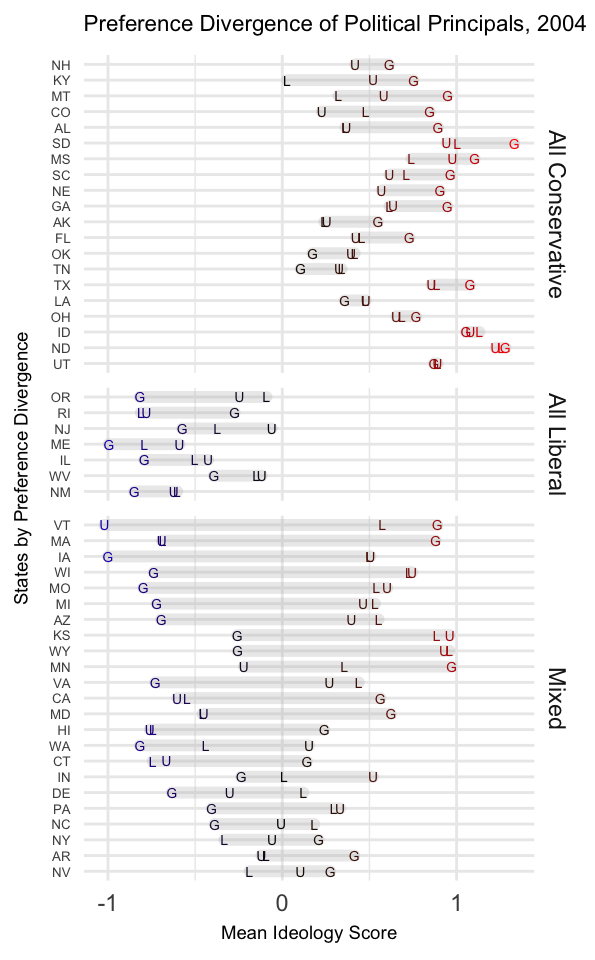 Preference Divergence of Political Principals, 2004
States by Preference Divergence
NH U G
KY L U G
MT L U G
CO U L G
AL L U G
SD U L G
MS L U G
SC U L G
NE U G
GA L U G
AK L U G
FL U L G
OK G U L
TN G U L
TX U L G
LA G U
OH U L G
ID G U L
ND U L G
UT G L U
All Conservative
OR G U L
RI L U G
NJ G L U
ME G L U
IL G L U
WV G L U
NM G U L
All Liberal
VT U L G
MA L U G
IA G L U
WI G L U
MO G L U
MI G U L
AZ G U L
KS G L U
WY G U L
MN G L G
VA G U L
CA U L G
MD L U G
HI U L G
WA G L U
CT L U G
IN G L U
DE G U L
PA G L U
NC G U L
NY L U G
AR U L G
NV L U G
Mixed
-1 0 1
Mean Ideology Score